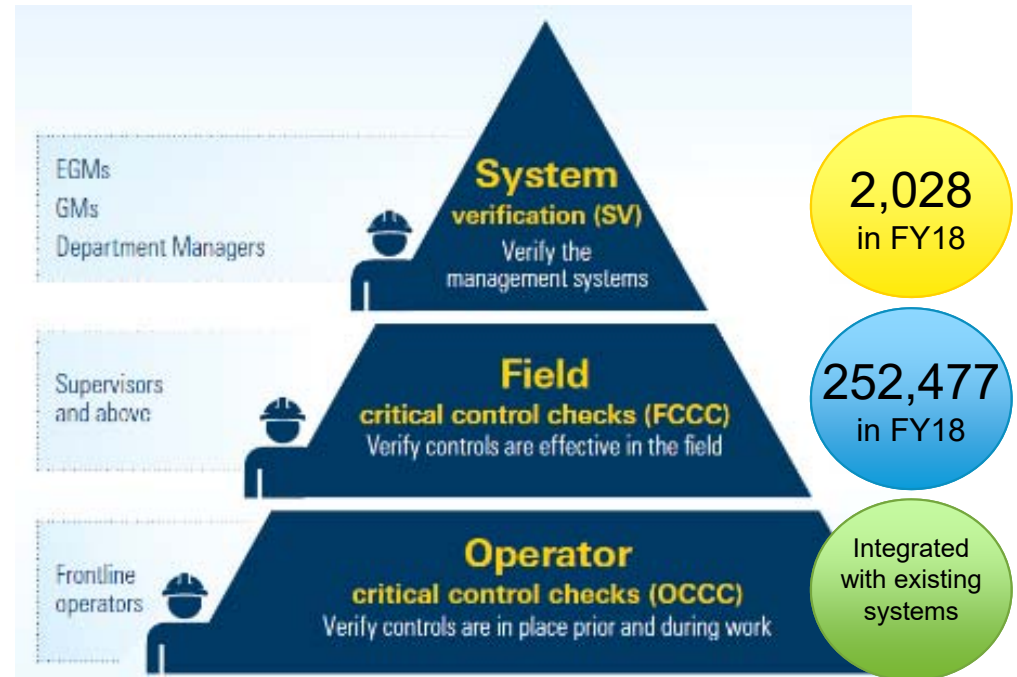 EGMs
GMs
Department Managers
System
verification (SV)
Verify the
management systems
2,028
in FY18
Supervisors
and above
Field
critical control checks (FCCC)
Verify controls are effective in the field
252,477
in FY18
Frontline
operators
Operator
critical control checks (OCCC)
Verify controls are in place prior and during work
Integrated
with existing
systems